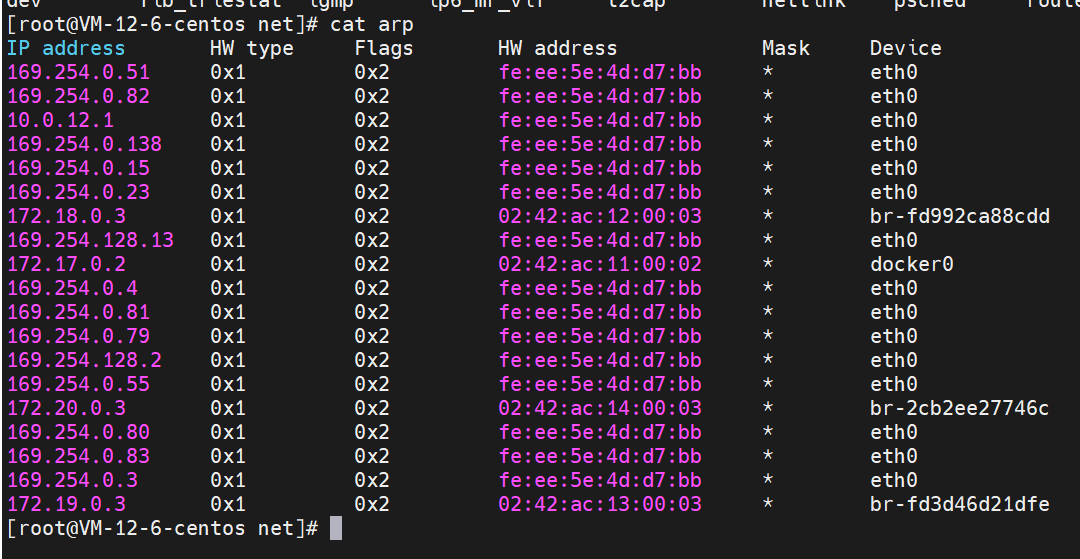 [root@VM-12-6-centos net]# cat arp
IP address HW type Flags HW address Mask Device
169.254.0.51 0x1 0x2 fe:ee:5e:4d:d7:bb * eth0
169.254.0.82 0x1 0x2 fe:ee:5e:4d:d7:bb * eth0
10.0.12.1 0x1 0x2 fe:ee:5e:4d:d7:bb * eth0
169.254.0.138 0x1 0x2 fe:ee:5e:4d:d7:bb * eth0
169.254.0.15 0x1 0x2 fe:ee:5e:4d:d7:bb * eth0
169.254.0.23 0x1 0x2 fe:ee:5e:4d:d7:bb * eth0
172.18.0.3 0x1 0x2 02:42:ac:12:00:03 * br-fd992ca88cdd
169.254.128.13 0x1 0x2 fe:ee:5e:4d:d7:bb * eth0
172.17.0.2 0x1 0x2 02:42:ac:11:00:02 * docker0
169.254.0.4 0x1 0x2 fe:ee:5e:4d:d7:bb * eth0
169.254.0.81 0x1 0x2 fe:ee:5e:4d:d7:bb * eth0
169.254.0.79 0x1 0x2 fe:ee:5e:4d:d7:bb * eth0
169.254.128.2 0x1 0x2 fe:ee:5e:4d:d7:bb * eth0
169.254.0.55 0x1 0x2 fe:ee:5e:4d:d7:bb * eth0
172.20.0.3 0x1 0x2 02:42:ac:14:00:03 * br-2cb2ee27746c
169.254.0.80 0x1 0x2 fe:ee:5e:4d:d7:bb * eth0
169.254.0.83 0x1 0x2 fe:ee:5e:4d:d7:bb * eth0
169.254.0.3 0x1 0x2 fe:ee:5e:4d:d7:bb * eth0
172.19.0.3 0x1 0x2 02:42:ac:13:00:03 * br-fd3d46d21dfe
[root@VM-12-6-centos net]#